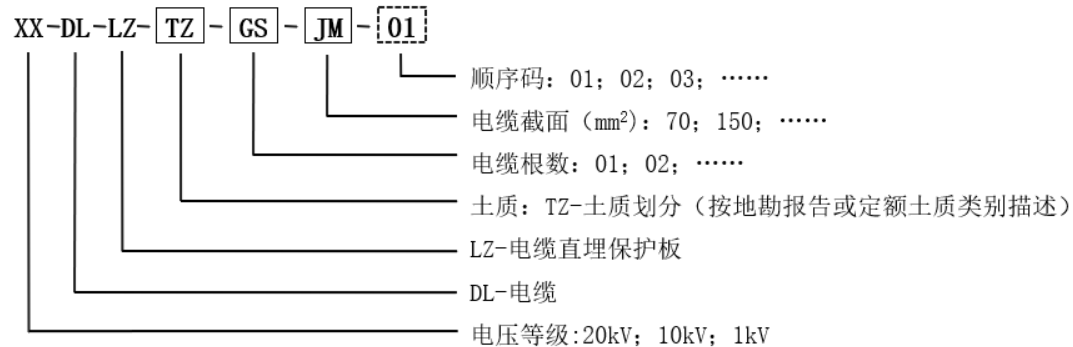 XX-DL-LZ-TZ-GS-JM-01
顺序码：01；02；03；……
电缆截面（mm²）：70；150；……
电缆根数：01；02；……
土质：TZ-土质划分（按地勘报告或定额土质类别描述）
LZ-电缆直埋保护板
DL-电缆
电压等级:20kV；10kV；1kV